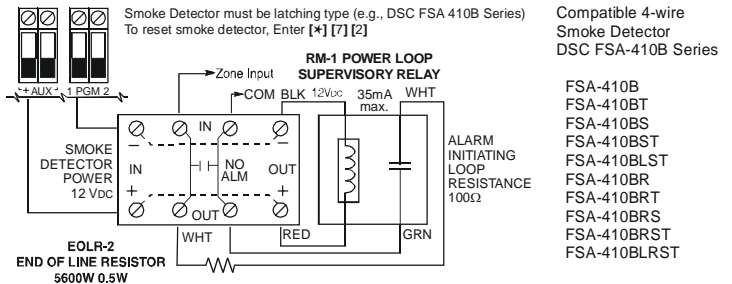 Smoke Detector must be latching type (e.g., DSC FSA 410B Series)
To reset smoke detector, Enter [✶] [7] [2]
Compatible 4-wire
Smoke Detector
DSC FSA-410B Series
FSA-410B
FSA-410BT
FSA-410BS
FSA-410BST
FSA-410BLST
FSA-410BR
FSA-410BRT
FSA-410BRS
FSA-410BRST
FSA-410BLRST
RM-1 POWER LOOP
SUPERVISORY RELAY
Zone Input
+ AUX -
1 PGM 2
COM
BLK
12VDC
35mA
max.
WHT
SMOKE
DETECTOR
POWER
12 VDC
IN
−
IN
+
NO
ALM
−
OUT
+
OUT
ALARM
INITIATING
LOOP
RESISTANCE
100Ω
WHT
RED
GRN
EOLR-2
END OF LINE RESISTOR
5600W 0.5W